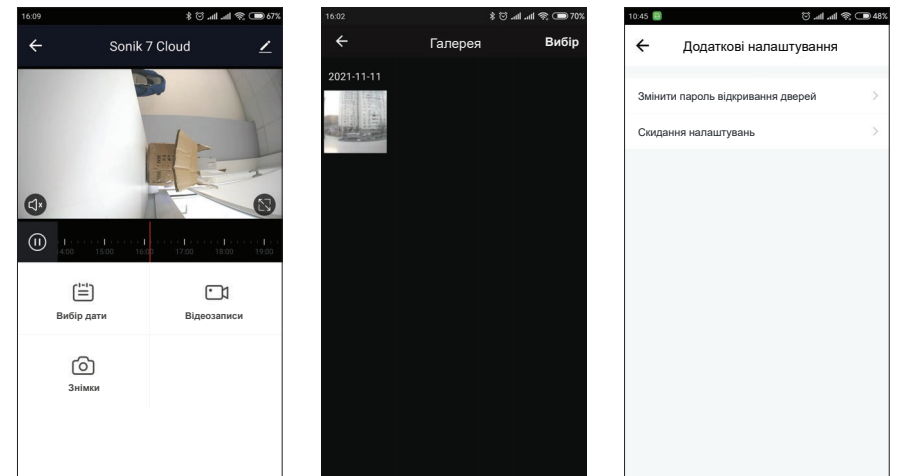 16:09
67%
Sonik 7 Cloud
14:00 15:00 16:00 17:00 18:00 19:00
Вибір дати
Відеозаписи
Знімки
16:02
70%
Галерея
Вибір
2021-11-11
10:45
48%
Додаткові налаштування
Змінити пароль відкривання дверей
Скидання налаштувань